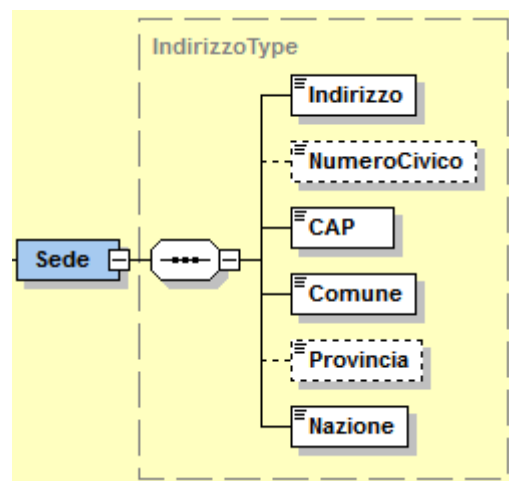 IndirizzoType
Indirizzo
NumeroCivico
CAP
Sede
Comune
Provincia
Nazione